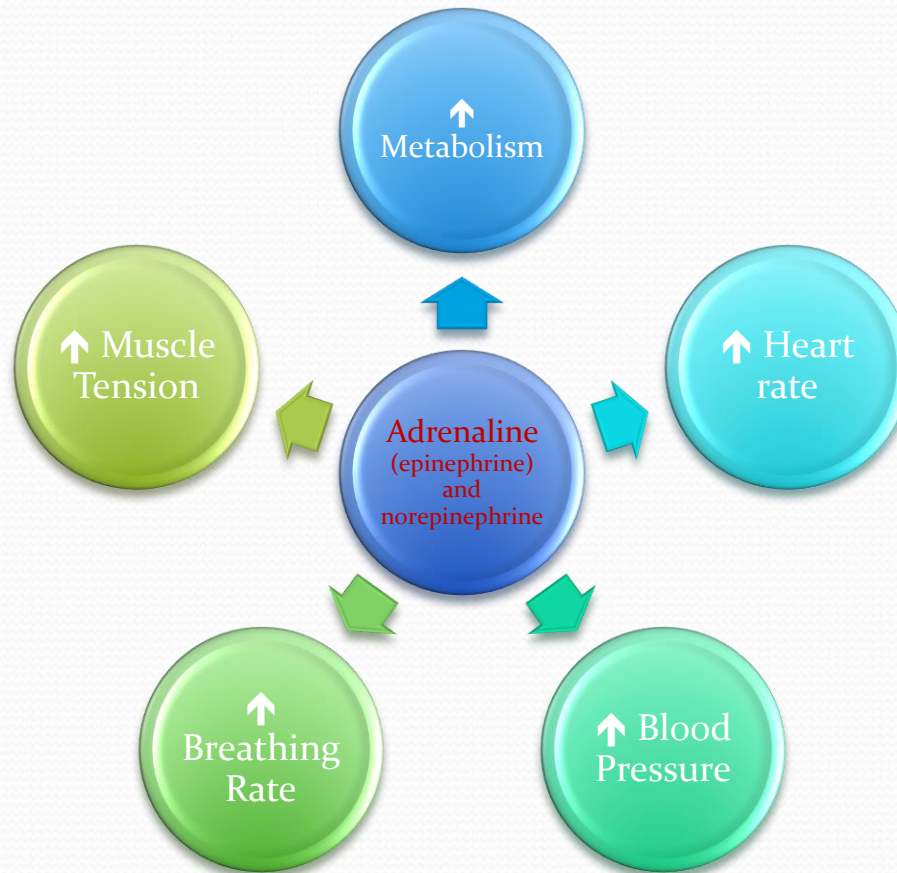 ↑
Metabolism
↑ Heart
rate
↑ Blood
Pressure
↑
Breathing
Rate
↑ Muscle
Tension
Adrenaline
(epinephrine)
and
norepinephrine